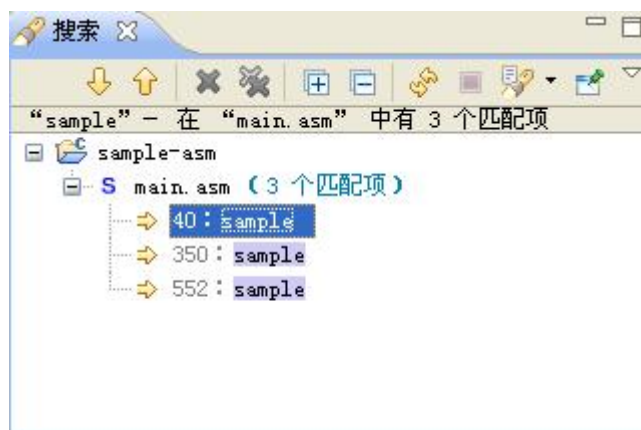 搜索
“sample” - 在 “main.asm” 中有 3 个匹配项
sample-asm
S main.asm (3 个匹配项)
40: sample
350: sample
552: sample